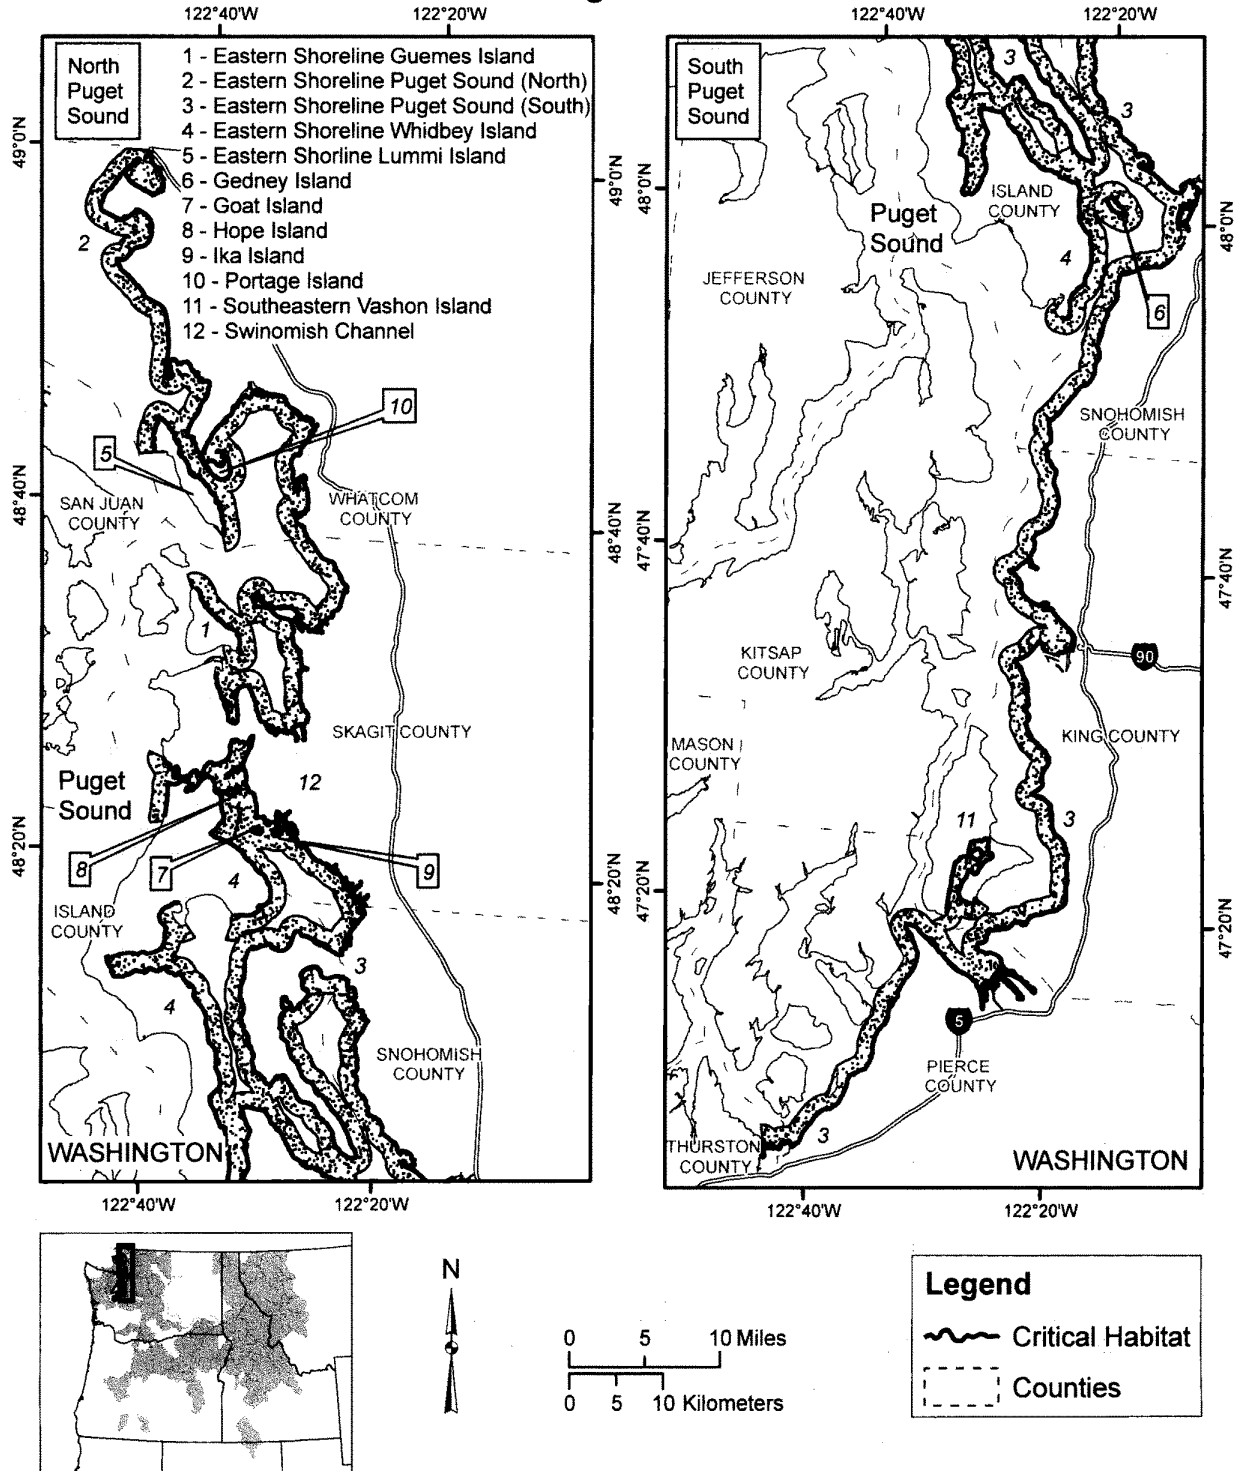 122°40'W
122°20'W
122°40'W
122°20'W
North
Puget
Sound
1 - Eastern Shoreline Guemes Island
2 - Eastern Shoreline Puget Sound (North)
3 - Eastern Shoreline Puget Sound (South)
4 - Eastern Shoreline Whidbey Island
5 - Eastern Shorline Lummi Island
6 - Gedney Island
7 - Goat Island
8 - Hope Island
9 - Ika Island
10 - Portage Island
11 - Southeastern Vashon Island
12 - Swinomish Channel
49°0'N
48°40'N
48°20'N
2
10
5
SAN JUAN
COUNTY
WHATCOM
COUNTY
1
SKAGIT COUNTY
Puget
Sound
12
8
7
9
4
ISLAND
COUNTY
3
4
SNOHOMISH
COUNTY
WASHINGTON
49°0'N
48°40'N
48°20'N
122°40'W
122°20'W
South
Puget
Sound
3
3
48°0'N
47°40'N
47°20'N
ISLAND
COUNTY
Puget
Sound
4
6
JEFFERSON
COUNTY
SNOHOMISH
COUNTY
KITSAP
COUNTY
90
MASON
COUNTY
KING COUNTY
11
3
5
PIERCE
COUNTY
3
THURSTON
COUNTY
WASHINGTON
48°0'N
47°40'N
47°20'N
122°40'W
122°20'W
N
0 5 10 Miles
0 5 10 Kilometers
Legend
Critical Habitat
Counties